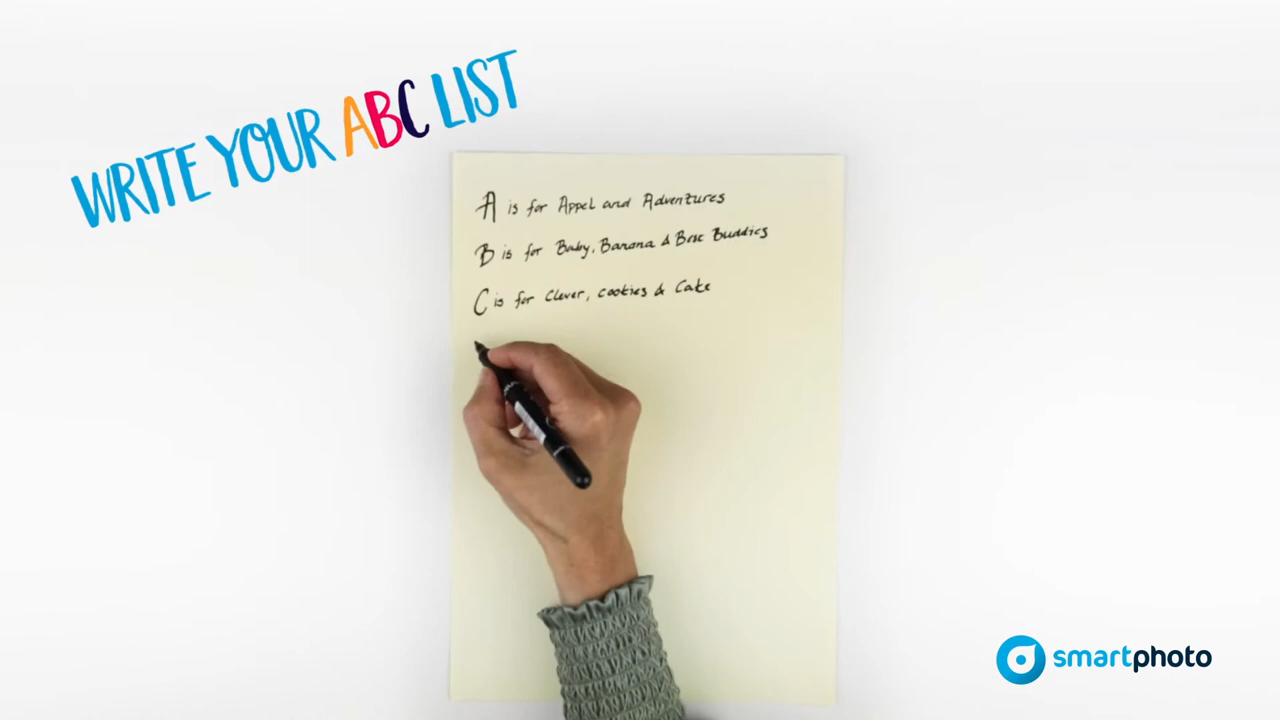 WRITE YOUR ABC LIST
A is for Appel and Adventures
B is for Baby, Banana & Best Buddies
C is for Clever, cookies & Cake
smartphoto